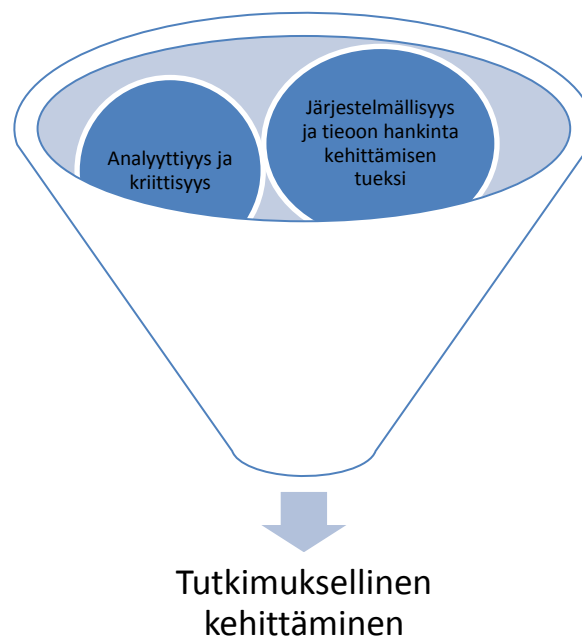 Analyyttiyys ja
kriittisyys
Järjestelmällisyys
ja tieoon hankinta
kehittämisen
tueksi
Tutkimuksellinen
kehittäminen